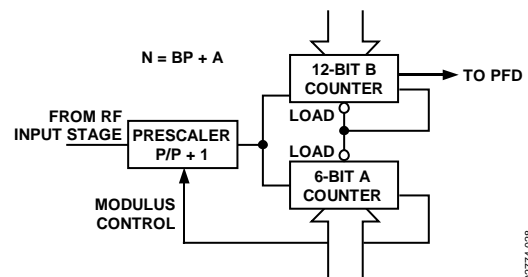 N = BP + A
12-BIT B
COUNTER
TO PFD
FROM RF
INPUT STAGE
PRESCALER
P/P + 1
LOAD
LOAD
MODULUS
CONTROL
6-BIT A
COUNTER